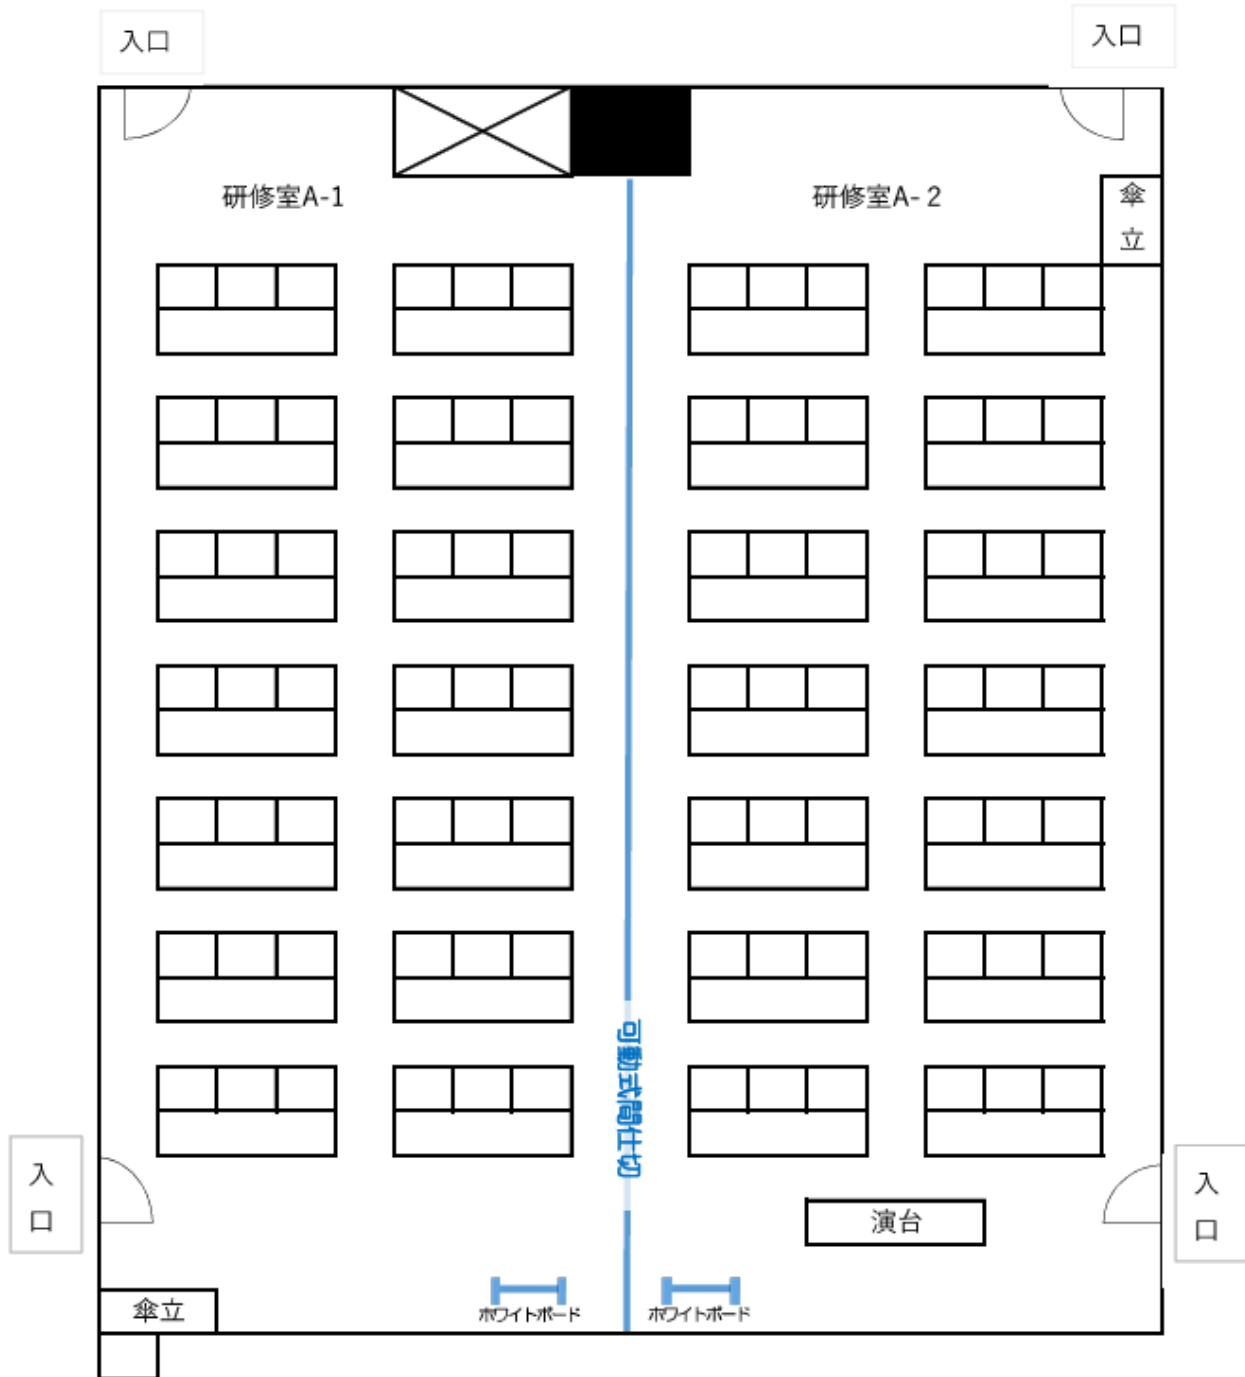 入口
入口
研修室A-1
研修室A-２
傘
立
可動式間仕切
入
口
入
口
演台
傘立
ホワイトボード
ホワイトボード